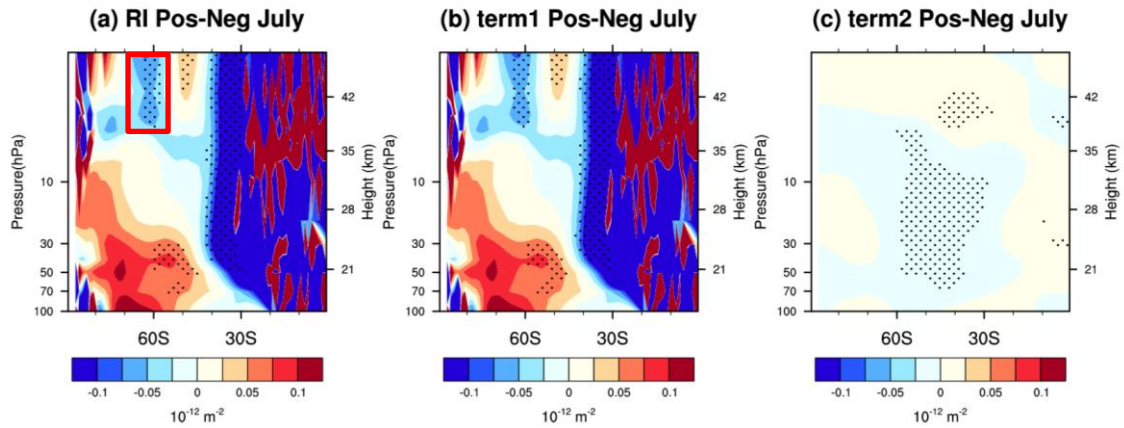 (a) RI Pos-Neg July
(b) term1 Pos-Neg July
(c) term2 Pos-Neg July
Pressure(hPa)
10
30
50
70
100
42
35
28
21
Height (km)
60S
30S
-0.1
-0.05
0
0.05
0.1
10-12 m-2
Pressure(hPa)
10
30
50
70
100
42
35
28
21
Height (km)
60S
30S
-0.1
-0.05
0
0.05
0.1
10-12 m-2
Pressure(hPa)
10
30
50
70
100
42
35
28
21
Height (km)
60S
30S
-0.1
-0.05
0
0.05
0.1
10-12 m-2